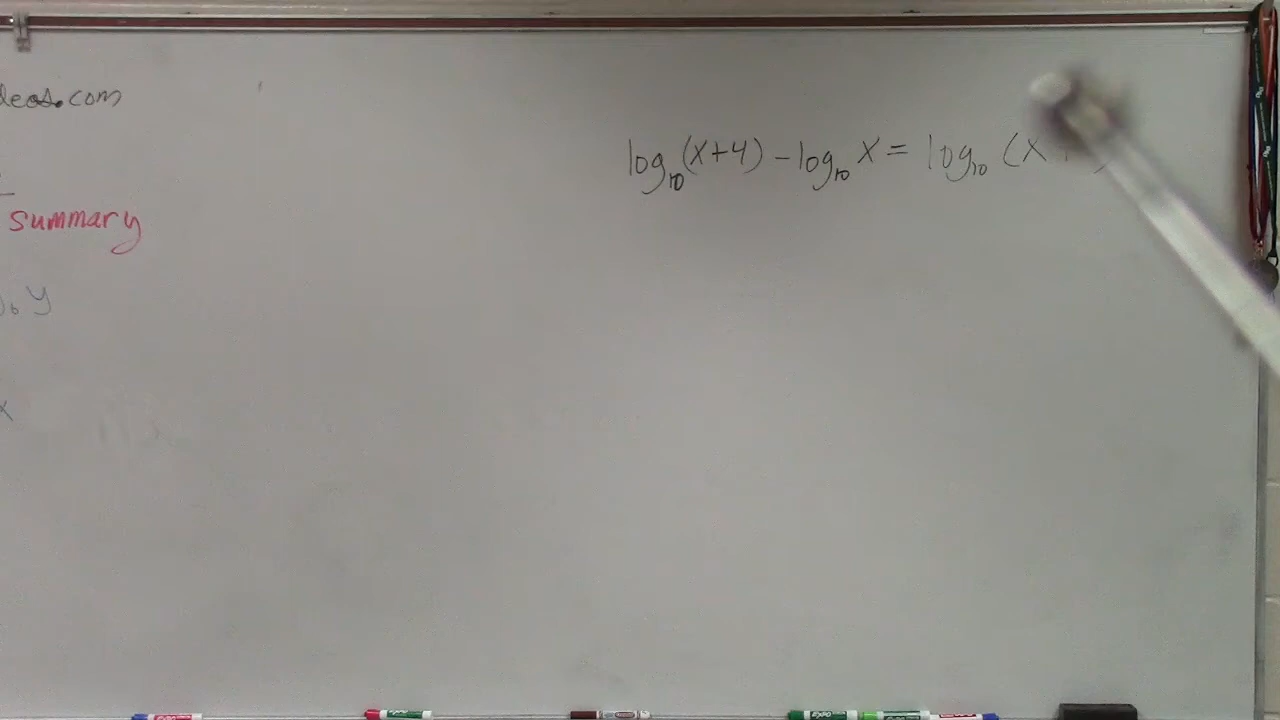 deos.com
summary
y
x
log₁₀(x+4) - log₁₀ x = log₁₀ (x